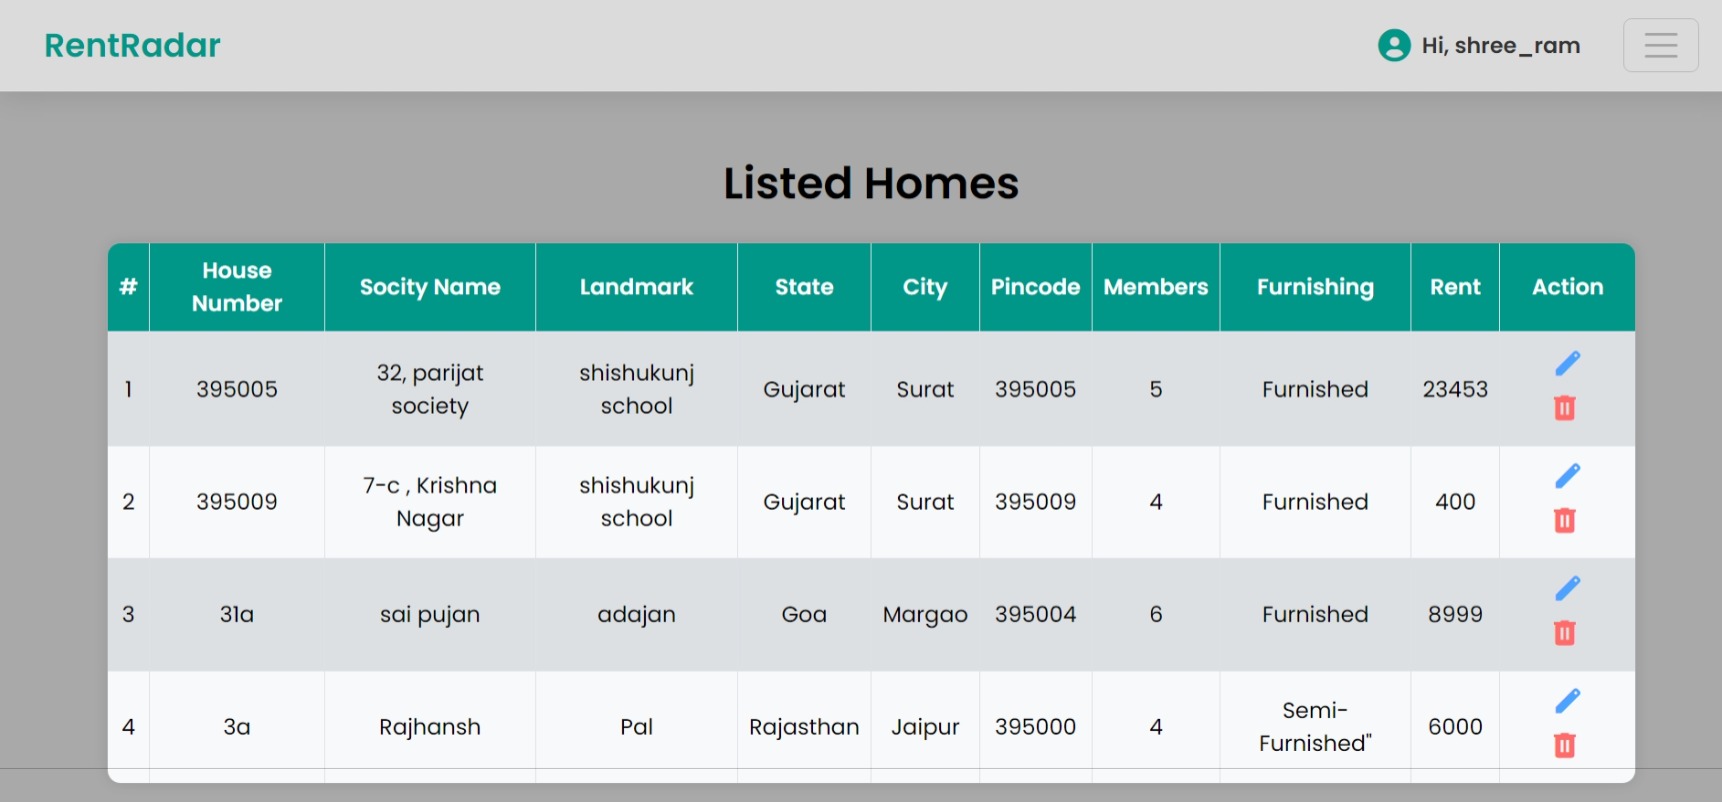 RentRadar
Hi, shree_ram
Listed Homes
# House Number Socity Name Landmark State City Pincode Members Furnishing Rent Action
1 395005 32, parijat society shishukunj school Gujarat Surat 395005 5 Furnished 23453
2 395009 7-c , Krishna Nagar shishukunj school Gujarat Surat 395009 4 Furnished 400
3 31a sai pujan adajan Goa Margao 395004 6 Furnished 8999
4 3a Rajhansh Pal Rajasthan Jaipur 395000 4 Semi-Furnished" 6000